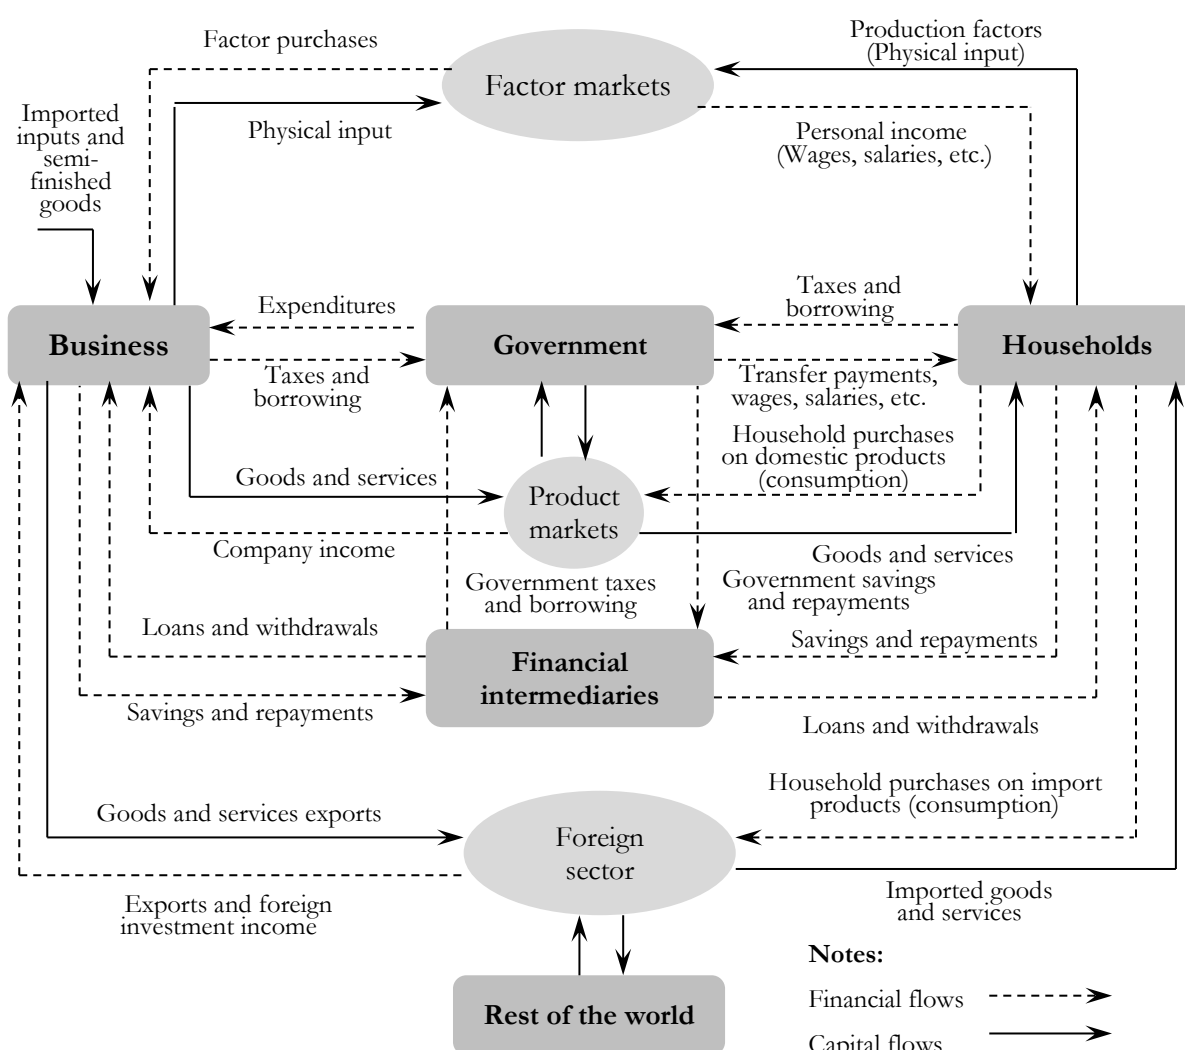 Factor purchases
Production factors
(Physical input)
Factor markets
Physical input
Imported
inputs and
semi-
finished
goods
Personal income
(Wages, salaries, etc.)
Expenditures
Taxes and
borrowing
Business
Government
Households
Taxes and
borrowing
Transfer payments,
wages, salaries, etc.
Household purchases
on domestic products
(consumption)
Goods and services
Product
markets
Company income
Goods and services
Government taxes
and borrowing
Government savings
and repayments
Loans and withdrawals
Savings and repayments
Financial
intermediaries
Savings and repayments
Loans and withdrawals
Household purchases on import
products (consumption)
Goods and services exports
Foreign
sector
Exports and foreign
investment income
Imported goods
and services
Notes:
Financial flows
Rest of the world
Capital flows